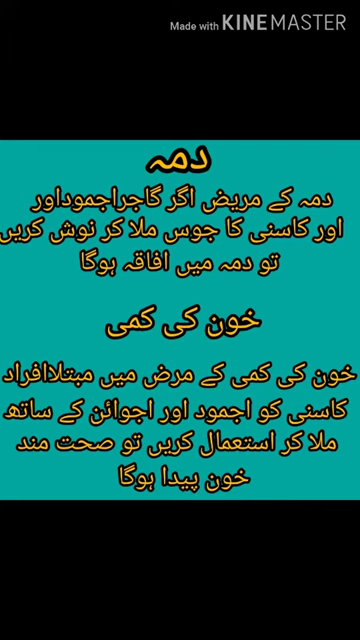 Made with KINEMASTER
دمہ
دمہ کے مریض اگر گاجراجموداور
اور کاسنی کا جوس ملا کر نوش کریں
تو دمہ میں افاقہ ہوگا
خون کی کمی
خون کی کمی کے مرض میں مبتلاافراد
کاسنی کو اجمود اور اجوائن کے ساتھ
ملا کر استعمال کریں تو صحت مند
خون پیدا ہوگا